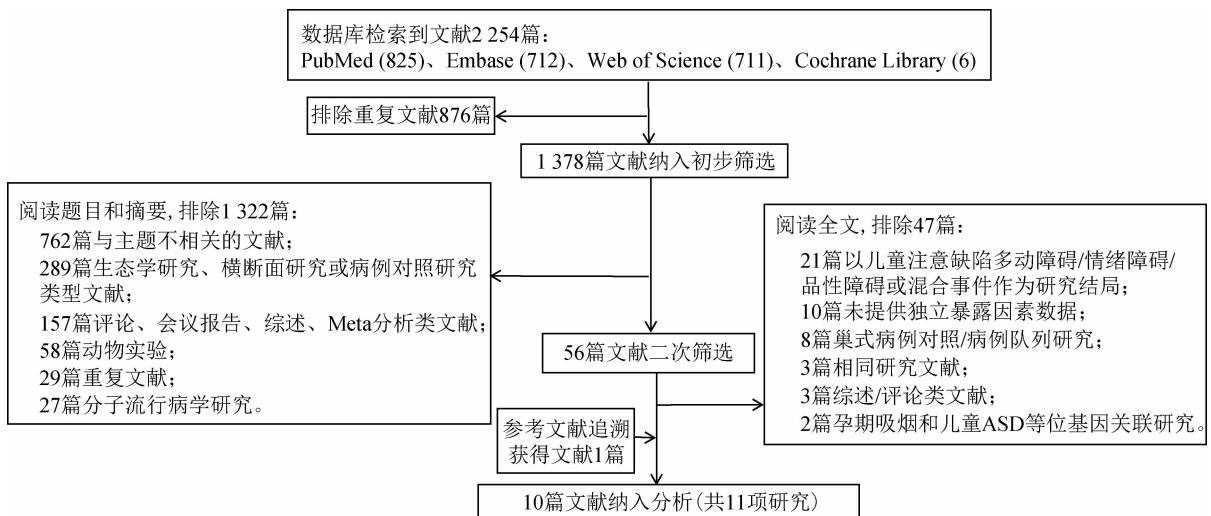 数据库检索到文献2 254篇：
PubMed (825)、Embase (712)、Web of Science (711)、Cochrane Library (6)
排除重复文献876篇
1 378篇文献纳入初步筛选
阅读题目和摘要, 排除1 322篇：
762篇与主题不相关的文献；
289篇生态学研究、横断面研究或病例对照研究
类型文献；
157篇评论、会议报告、综述、Meta分析类文献；
58篇动物实验；
29篇重复文献；
27篇分子流行病学研究。
阅读全文, 排除47篇：
21篇以儿童注意缺陷多动障碍/情绪障碍/
品性障碍或混合事件作为研究结局；
10篇未提供独立暴露因素数据；
8篇巢式病例对照/病例队列研究；
3篇相同研究文献；
3篇综述/评论类文献；
2篇孕期吸烟和儿童ASD等位基因关联研究。
56篇文献二次筛选
参考文献追溯
获得文献1篇
10篇文献纳入分析(共11项研究)